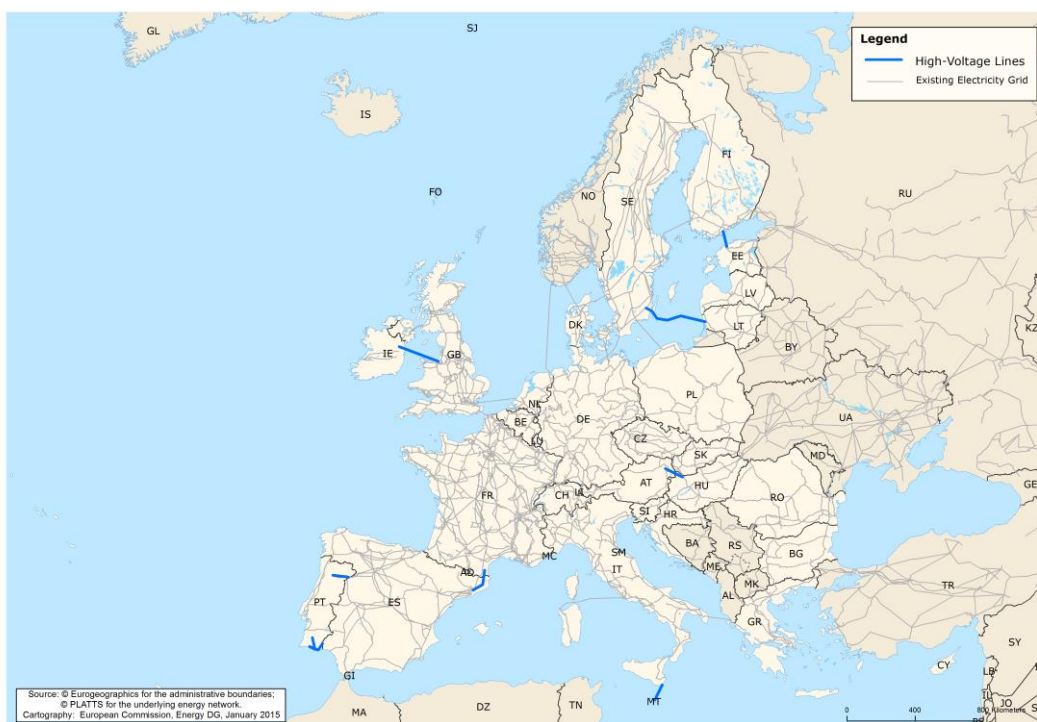 GL
SJ
Legend
High-Voltage Lines
Existing Electricity Grid
IS
FO
NO
FI
SE
RU
EE
LV
LT
DK
KZ
BY
IE
GB
NL
PL
DE
BE
UA
LU
CZ
SK
MD
AT
HU
FR
CH
LI
RO
GE
SI
HR
BA
RS
MC
SM
IT
BG
ME
AD
MK
PT
ES
AL
TR
GR
GI
CY
SY
LB
MT
IL
JO
MA
DZ
TN
0 400 800 Kilometers
Source: © Eurogeographics for the administrative boundaries;
© PLATTS for the underlying energy network.
Cartography: European Commission, Energy DG, January 2015